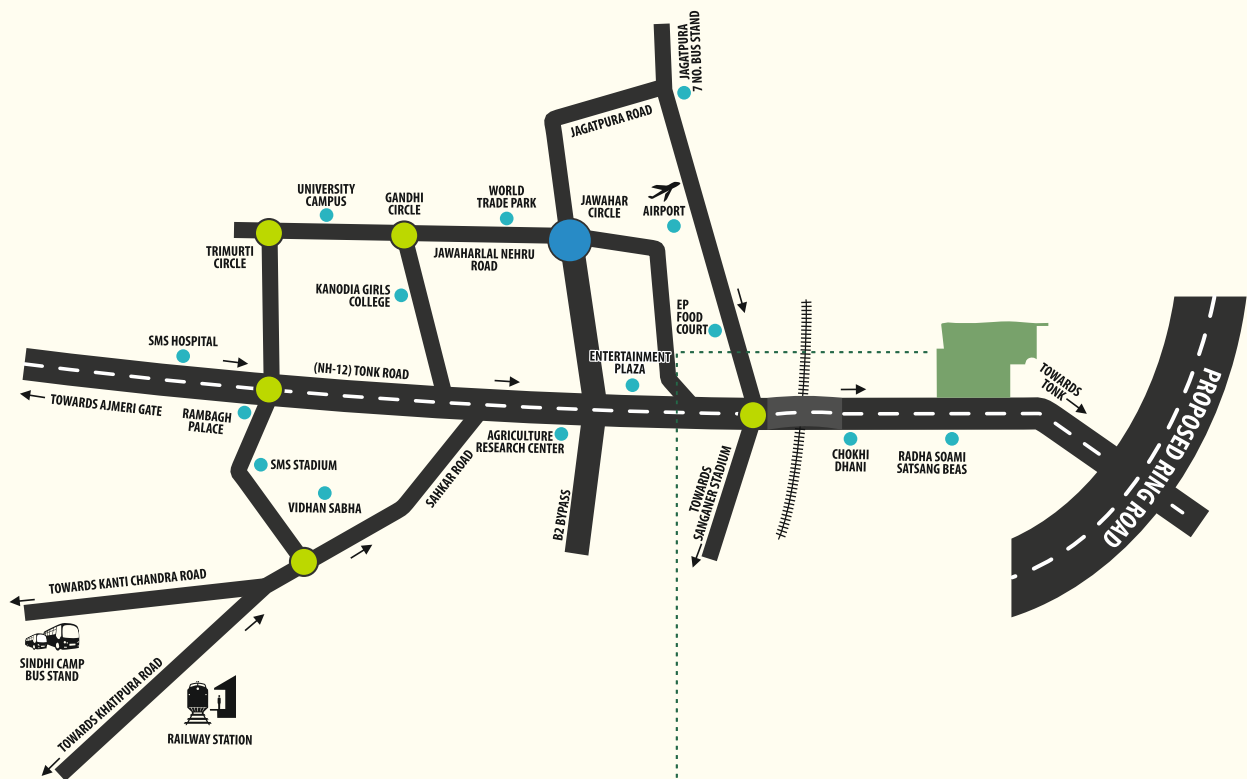 JAGATPURA
7 NO. BUS STAND
JAGATPURA ROAD
UNIVERSITY
CAMPUS
GANDHI
CIRCLE
WORLD
TRADE PARK
JAWAHAR
CIRCLE
AIRPORT
TRIMURTI
CIRCLE
JAWAHARLAL NEHRU
ROAD
KANODIA GIRLS
COLLEGE
EP
FOOD
COURT
SMS HOSPITAL
(NH-12) TONK ROAD
ENTERTAINMENT
PLAZA
TOWARDS
TONK
TOWARDS AJMERI GATE
RAMBAGH
PALACE
AGRICULTURE
RESEARCH CENTER
CHOKHI
DHANI
RADHA SOAMI
SATSANG BEAS
PROPOSED RING ROAD
SMS STADIUM
VIDHAN SABHA
SAHKAR ROAD
B2 BYPASS
TOWARDS
SANGANER STADIUM
TOWARDS KANTI CHANDRA ROAD
SINDHI CAMP
BUS STAND
TOWARDS KHATIPURA ROAD
RAILWAY STATION